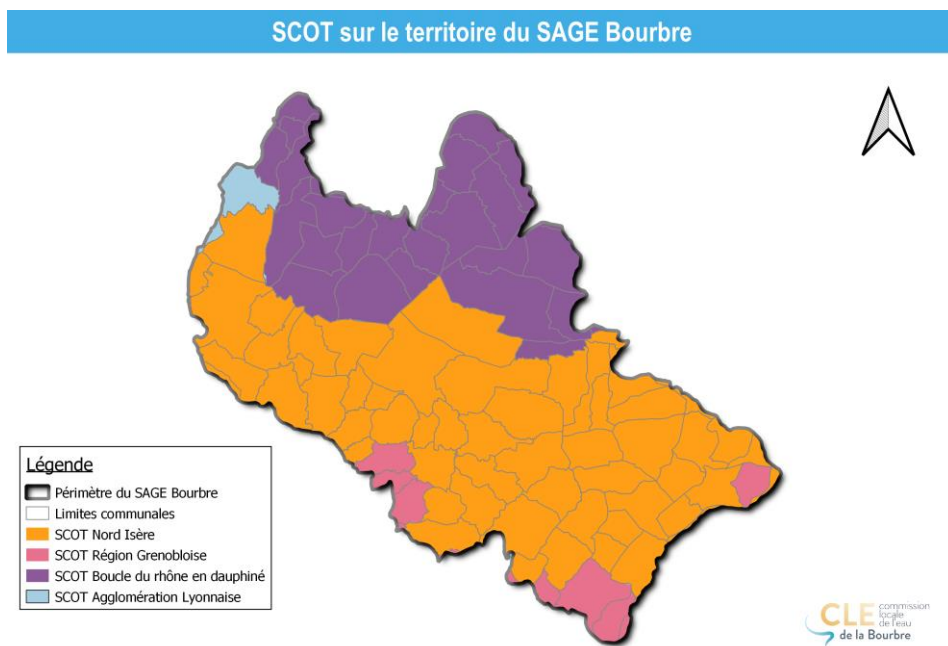 SCOT sur le territoire du SAGE Bourbre
Légende
Périmètre du SAGE Bourbre
Limites communales
SCOT Nord Isère
SCOT Région Grenobloise
SCOT Boucle du rhône en dauphiné
SCOT Agglomération Lyonnaise
CLE commission
locale
de l'eau
de la Bourbre